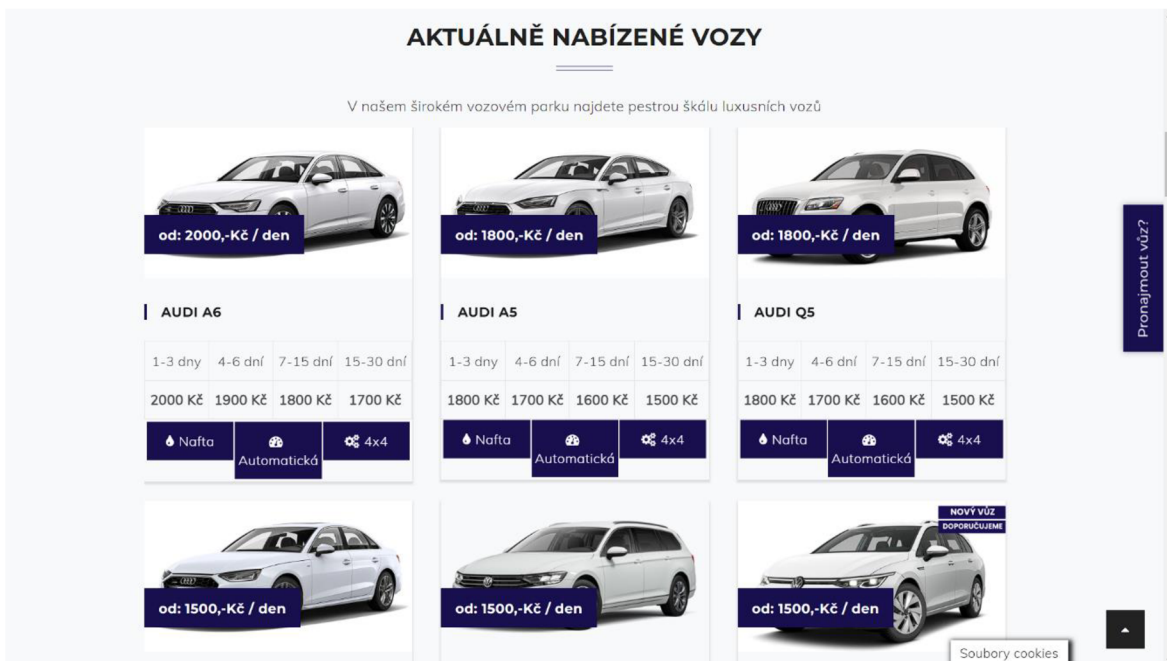 AKTUÁLNĚ NABÍZENÉ VOZY
V našem širokém vozovém parku najdete pestrou škálu luxusních vozů
od: 2000,-Kč / den
od: 1800,-Kč / den
od: 1800,-Kč / den
Pronajmout vůz?
AUDI A6
1-3 dny 4-6 dní 7-15 dní 15-30 dní
2000 Kč 1900 Kč 1800 Kč 1700 Kč
Nafta
Automatická
4x4
AUDI A5
1-3 dny 4-6 dní 7-15 dní 15-30 dní
1800 Kč 1700 Kč 1600 Kč 1500 Kč
Nafta
Automatická
4x4
AUDI Q5
1-3 dny 4-6 dní 7-15 dní 15-30 dní
1800 Kč 1700 Kč 1600 Kč 1500 Kč
Nafta
Automatická
4x4
NOVÝ VŮZ
DOPORUČUJEME
od: 1500,-Kč / den
od: 1500,-Kč / den
od: 1500,-Kč / den
Soubory cookies